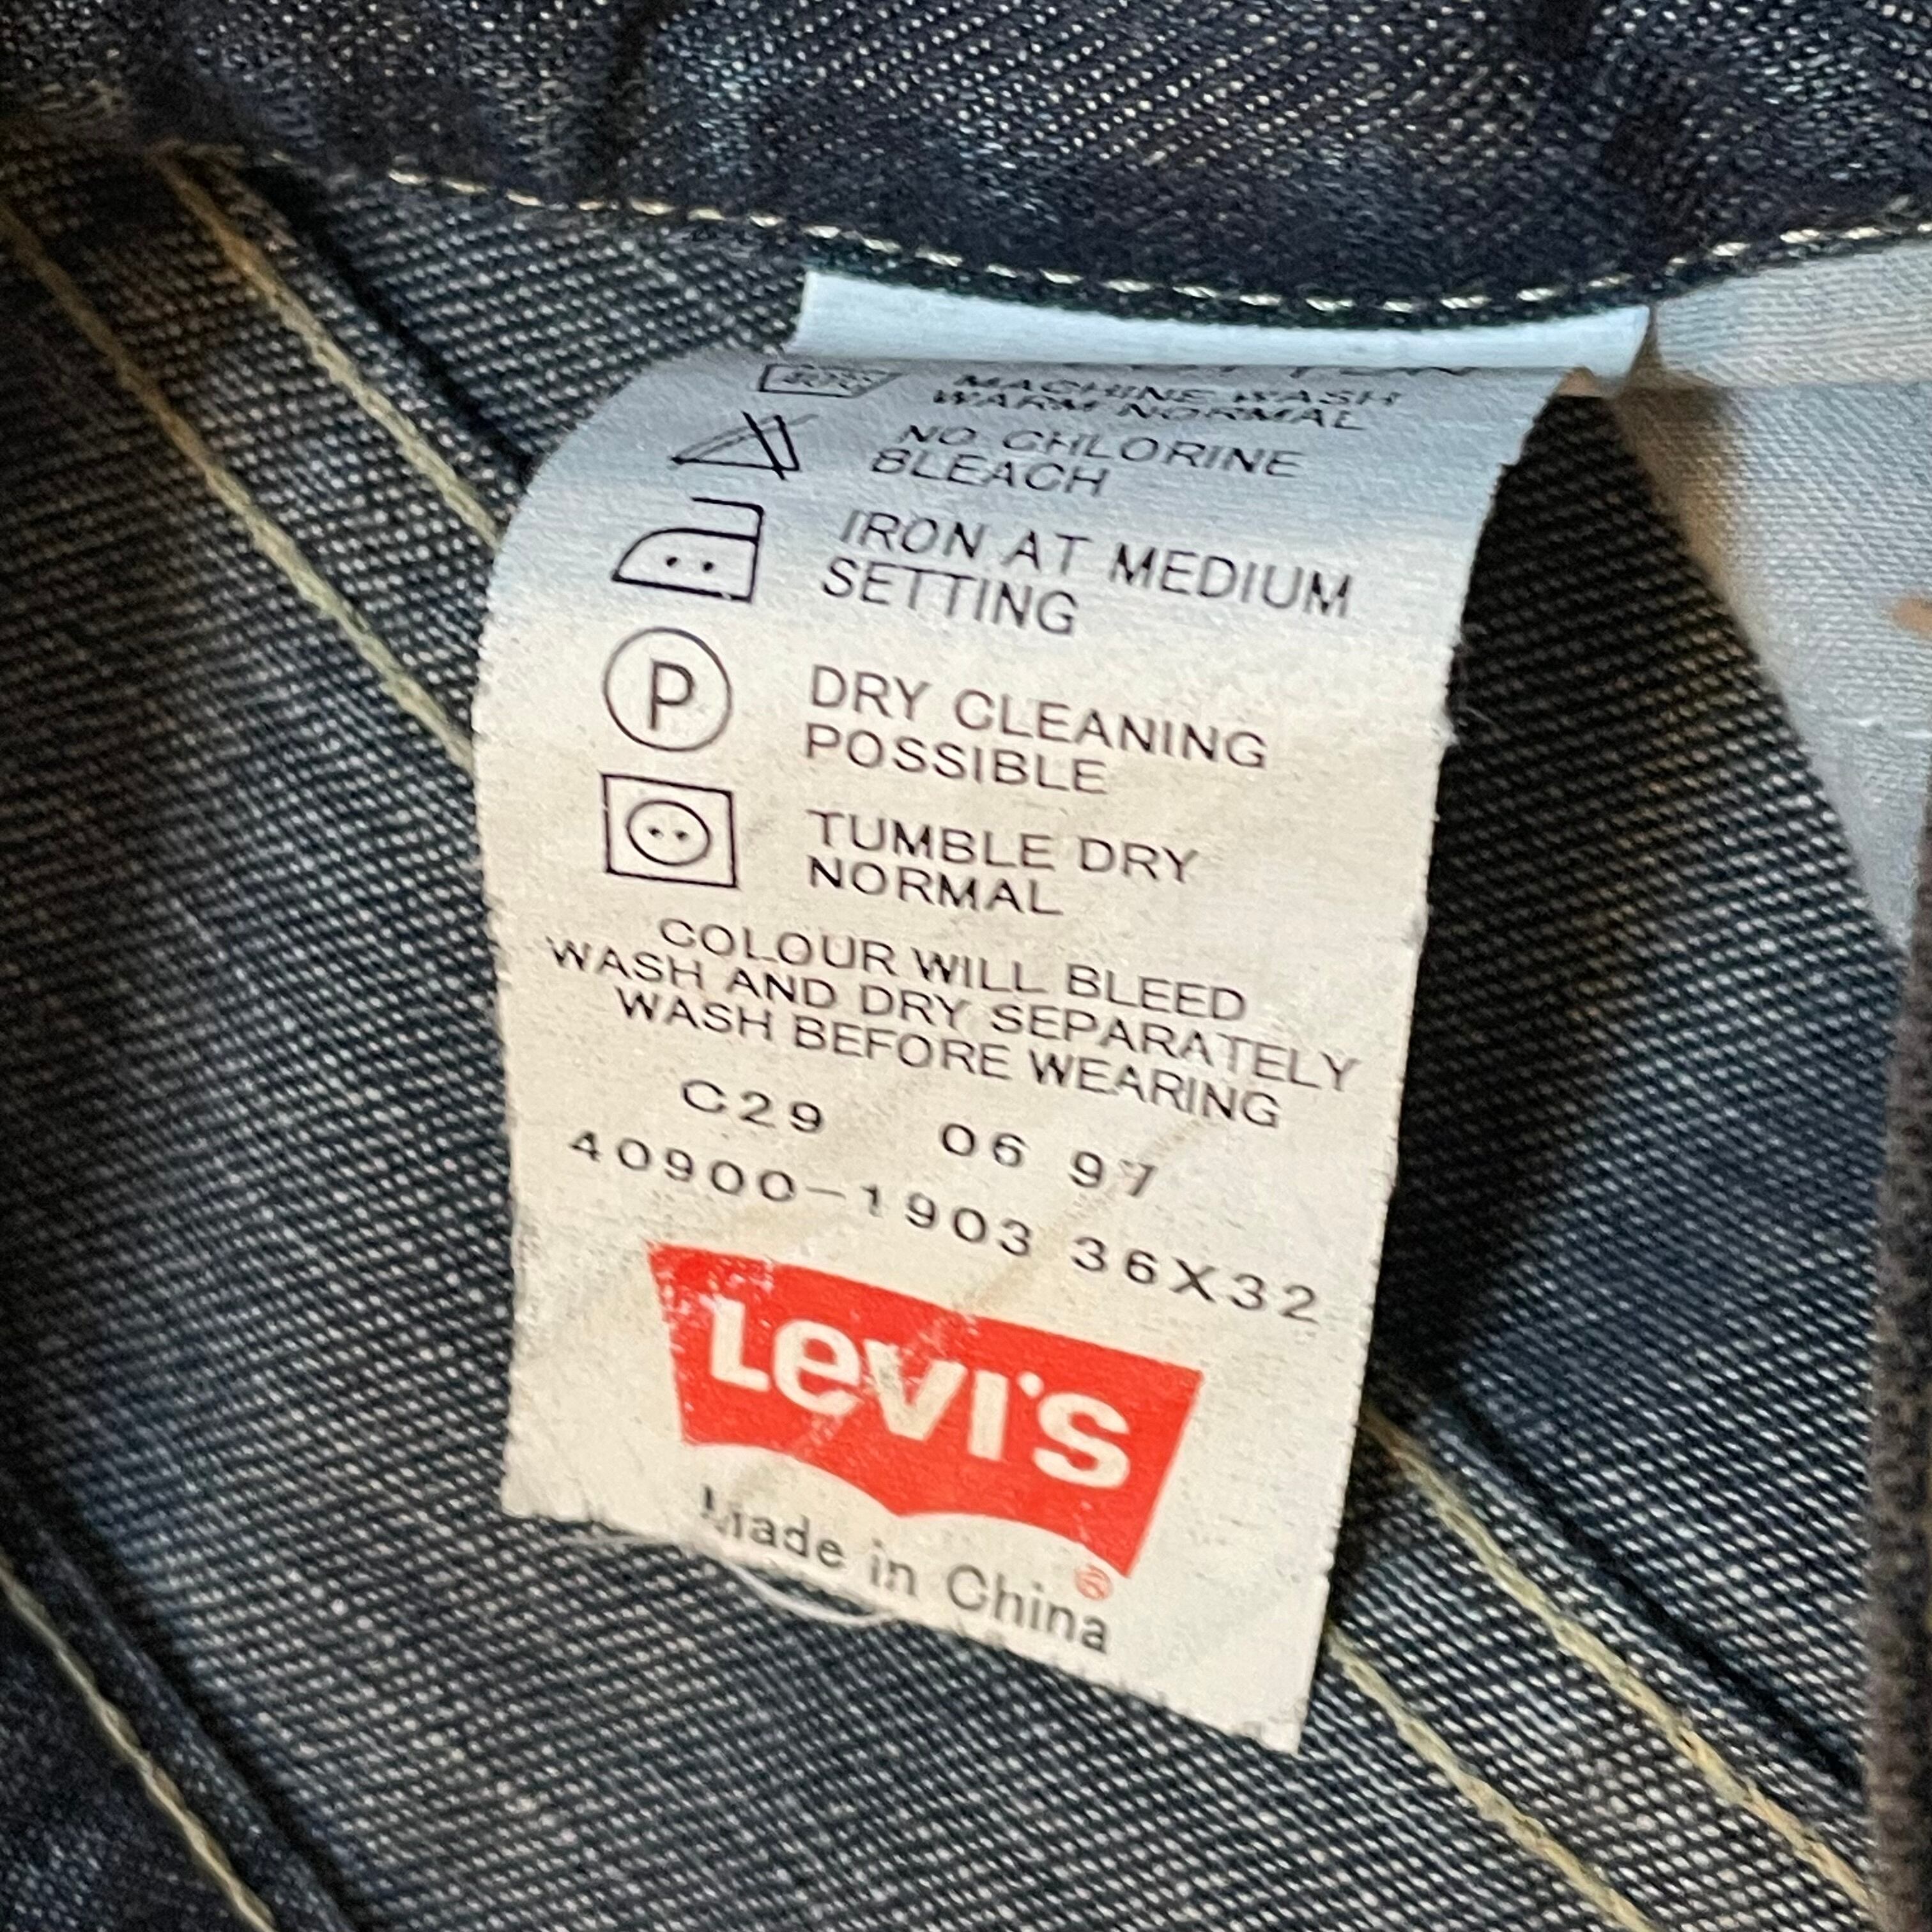 40°C
MACHINE WASH
WARM NORMAL
NO CHLORINE
BLEACH
IRON AT MEDIUM
SETTING
P
DRY CLEANING
POSSIBLE
TUMBLE DRY
NORMAL
COLOUR WILL BLEED
WASH AND DRY SEPARATELY
WASH BEFORE WEARING
C29 06 97
40900-1903 36X32
LEVI'S
®
Made in China